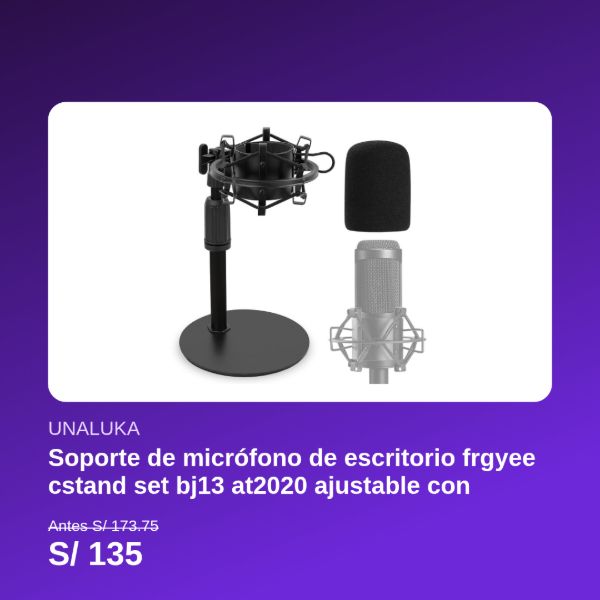 UNALUKA
Soporte de micrófono de escritorio frgyee
cstand set bj13 at2020 ajustable con
Antes S/ 173.75
S/ 135